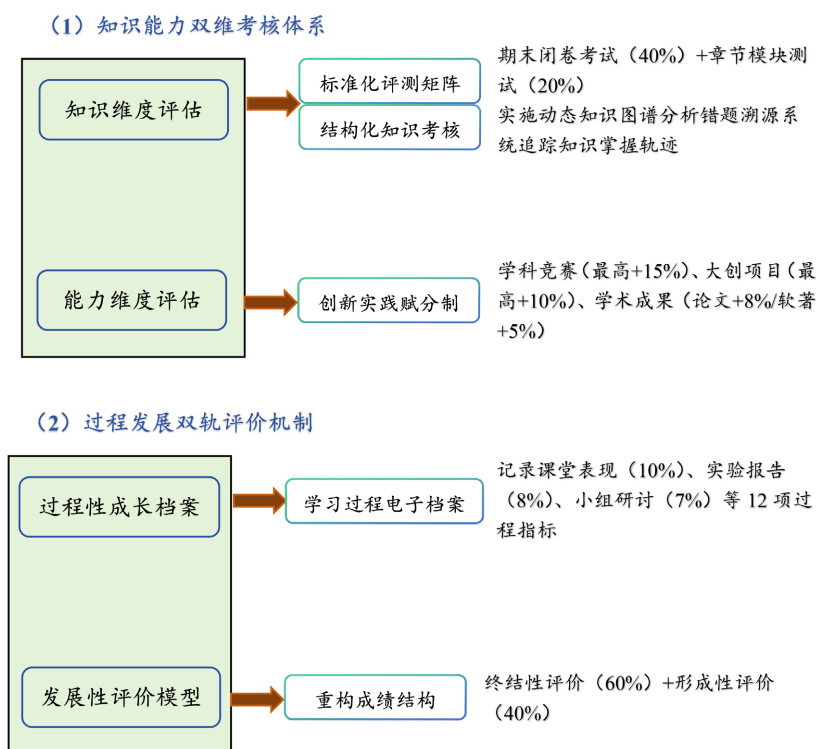 （1）知识能力双维考核体系
知识维度评估
标准化评测矩阵
结构化知识考核
期末闭卷考试（40%）+章节模块测
试（20%）
实施动态知识图谱分析错题溯源系
统追踪知识掌握轨迹
能力维度评估
创新实践赋分制
学科竞赛（最高+15%）、大创项目（最
高+10%）、学术成果（论文+8%/软著
+5%）
（2）过程发展双轨评价机制
过程性成长档案
学习过程电子档案
记录课堂表现（10%）、实验报告
（8%）、小组研讨（7%）等 12 项过
程指标
发展性评价模型
重构成绩结构
终结性评价（60%）+形成性评价
（40%）